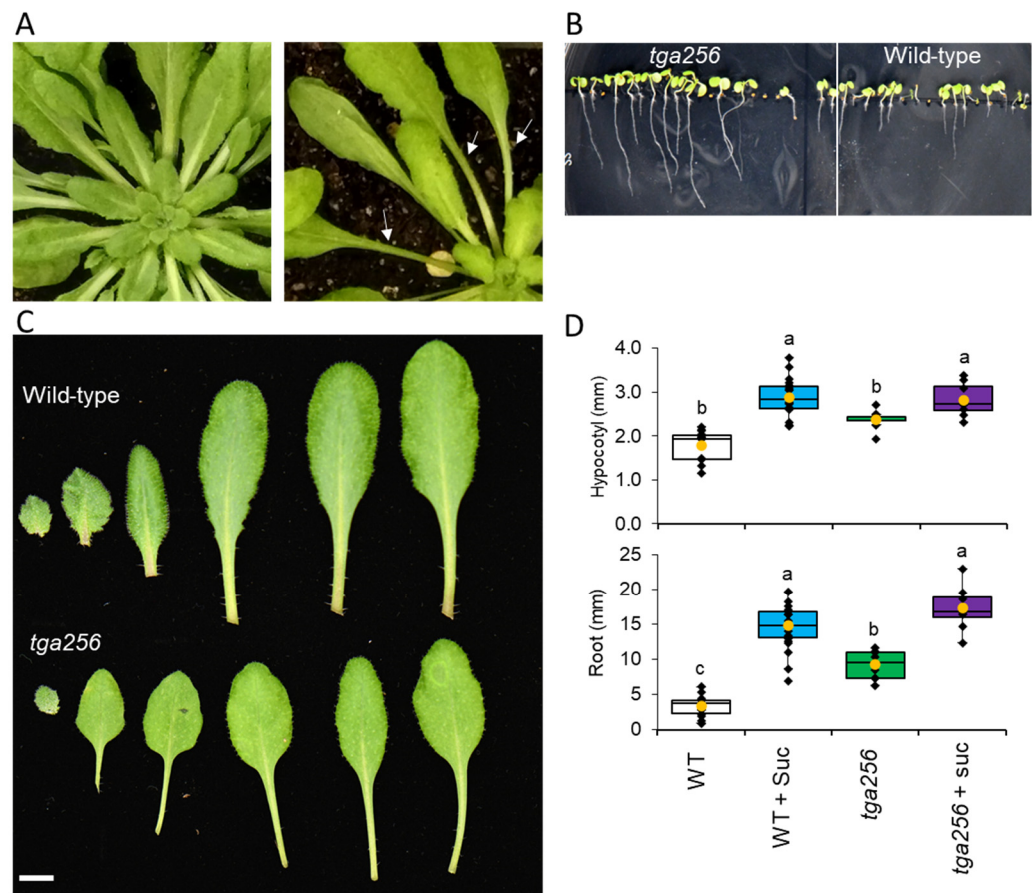 A
B
tga256
Wild-type
C
Wild-type
tga256
D
Hypocotyl (mm)
4.0
3.0
2.0
1.0
0.0
b
a
b
a
Root (mm)
25
20
15
10
5
0
c
a
b
a
WT
WT + Suc
tga256
tga256 + suc